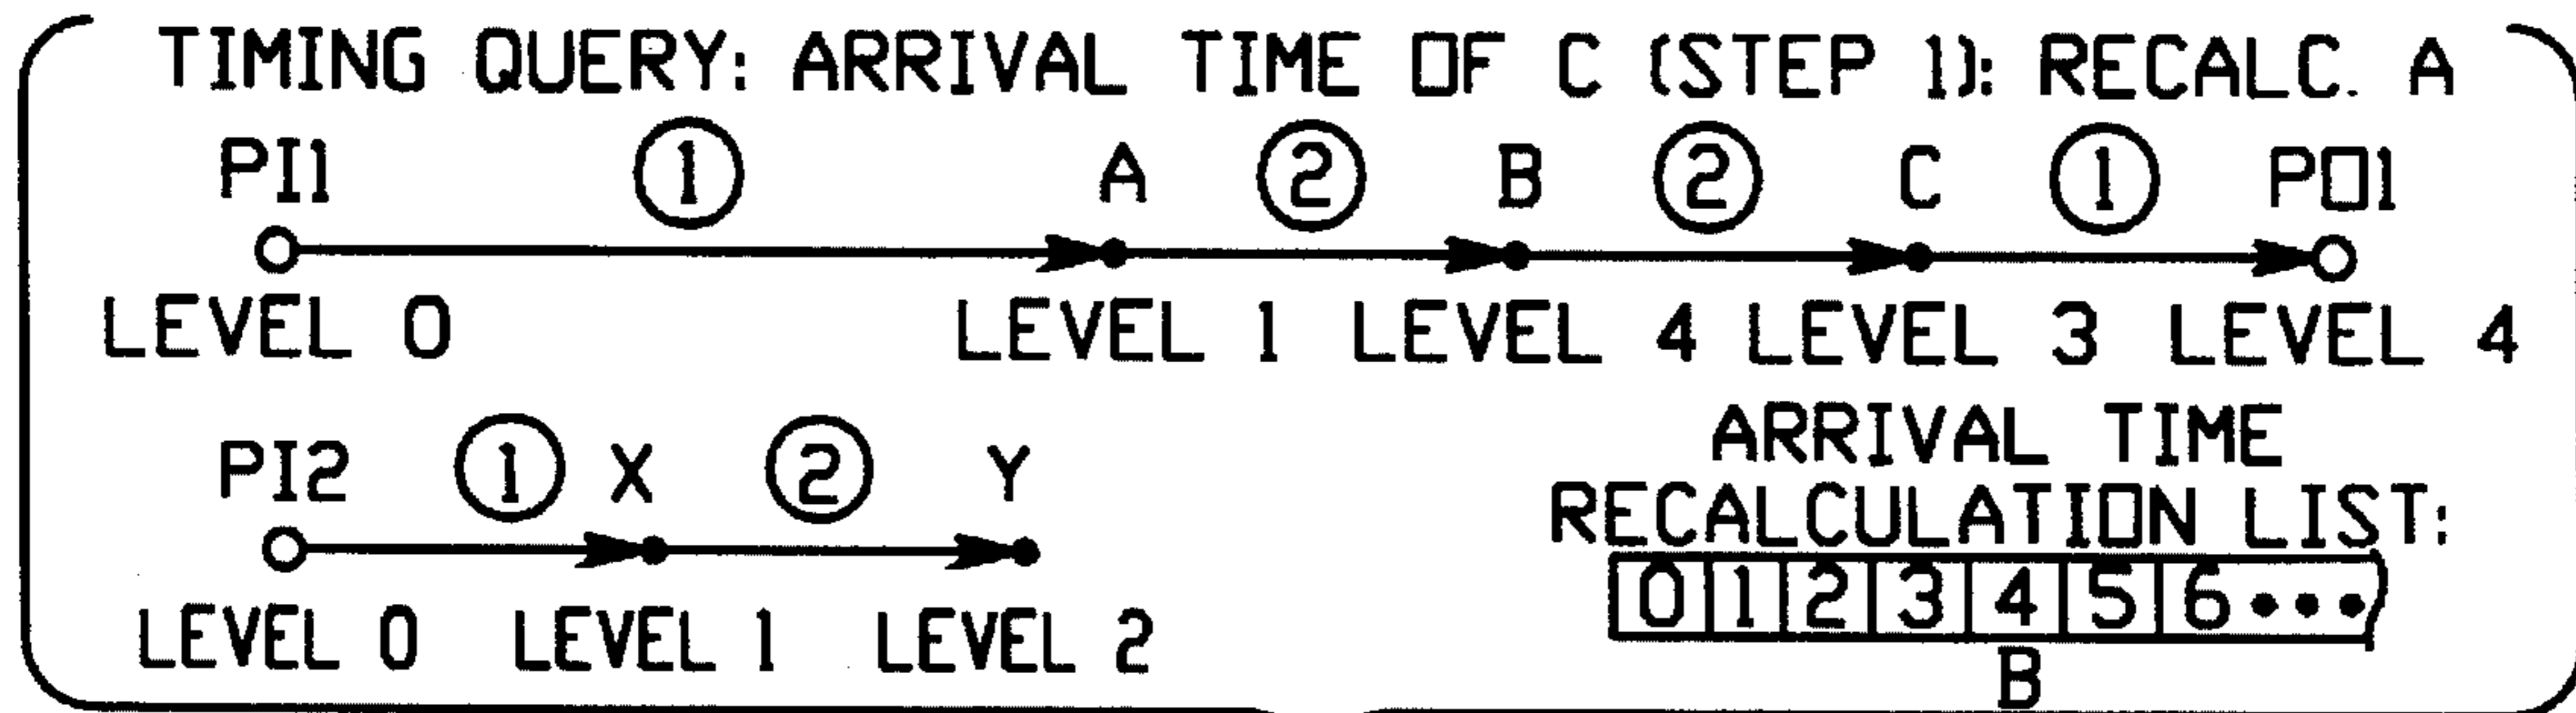 TIMING QUERY: ARRIVAL TIME OF C (STEP 1): RECALC. A
PI1 1 A 2 B 2 C 1 PO1
LEVEL 0 LEVEL 1 LEVEL 4 LEVEL 3 LEVEL 4
PI2 1 X 2 Y
LEVEL 0 LEVEL 1 LEVEL 2
ARRIVAL TIME
RECALCULATION LIST:
0 1 2 3 4 5 6 •••
B